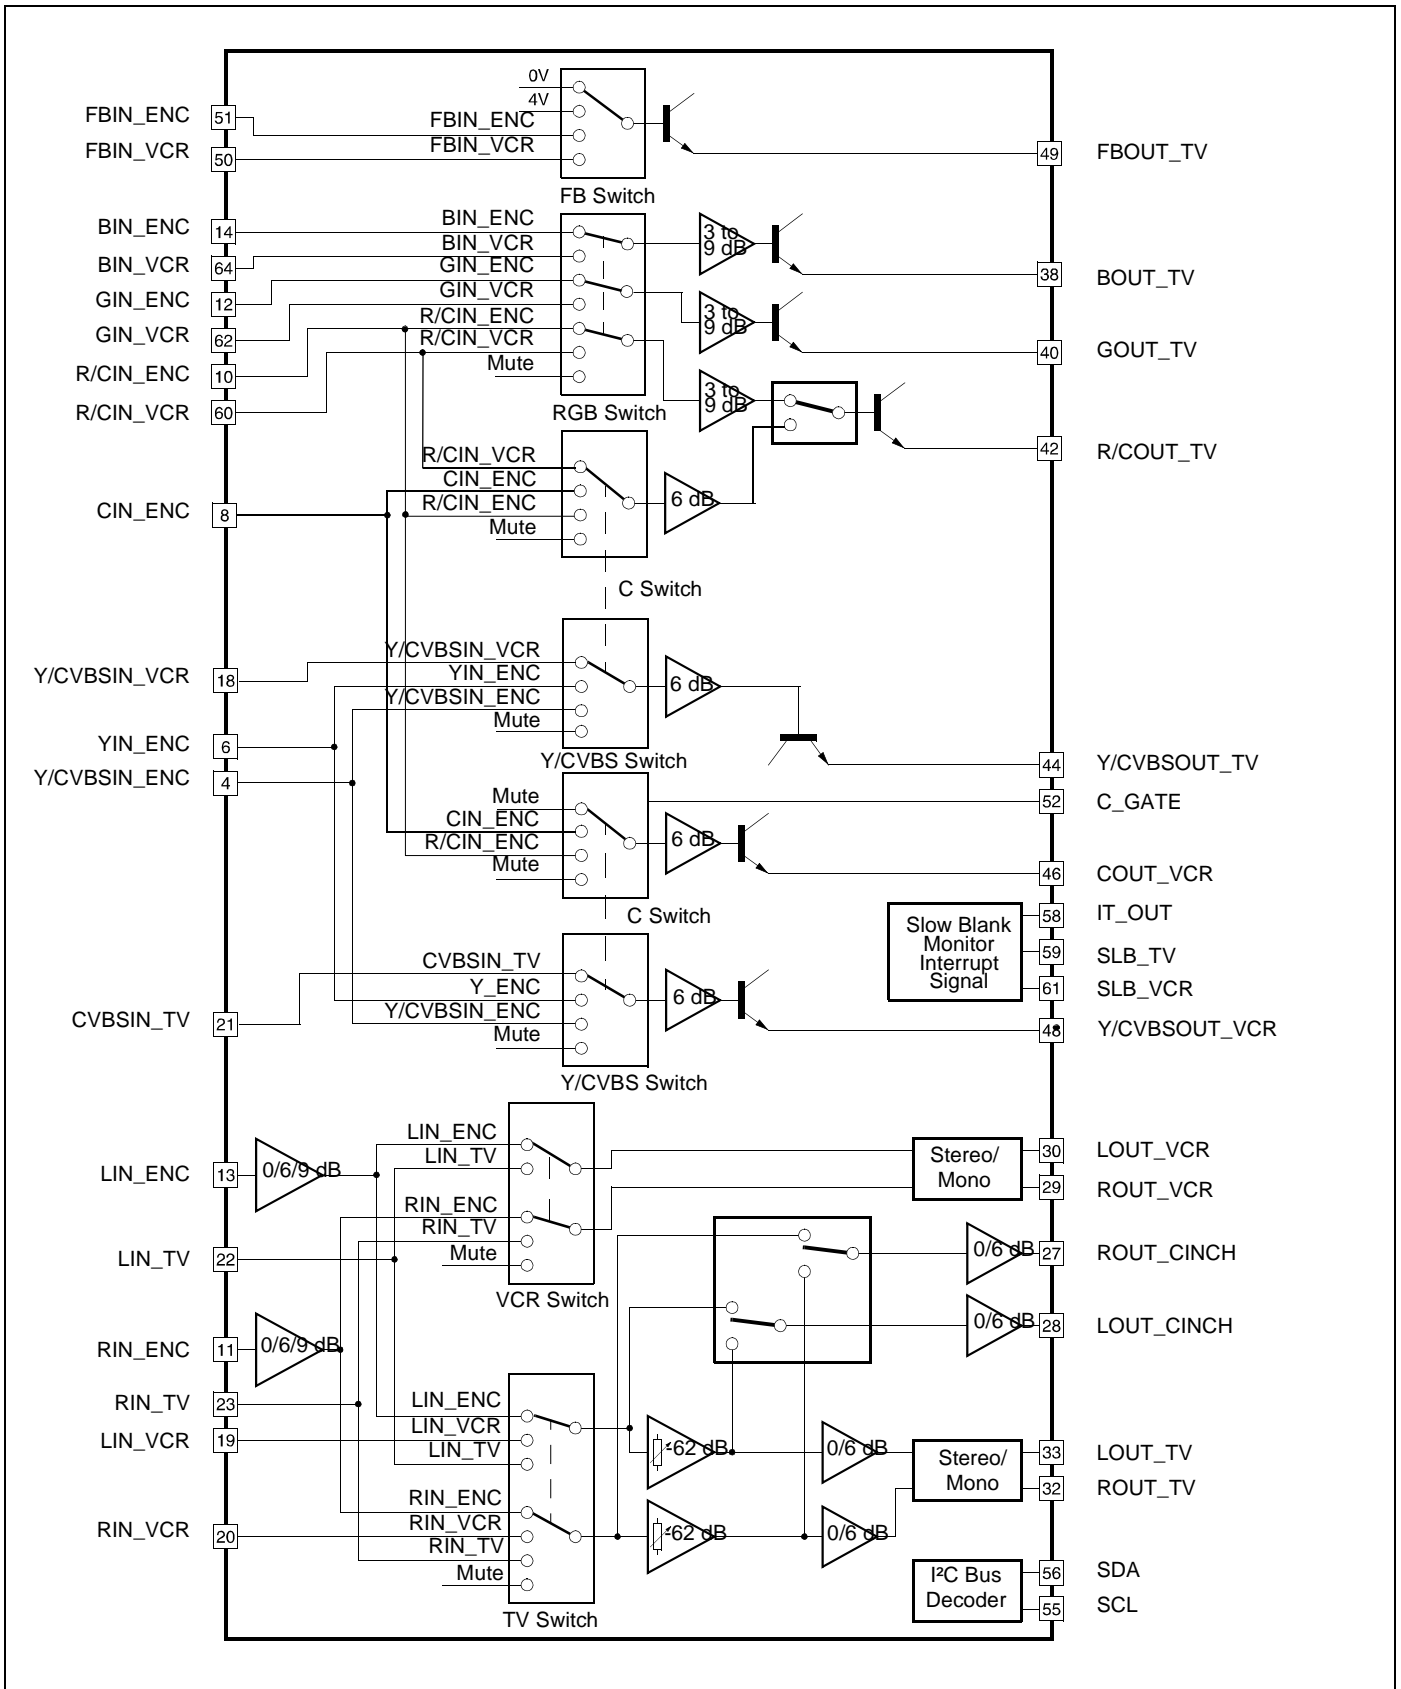 0V
4V
FBIN_ENC 51 FBIN_ENC
FBIN_VCR 50 FBIN_VCR
49 FBOUT_TV
FB Switch
BIN_ENC 14 BIN_ENC
BIN_VCR 64 BIN_VCR
GIN_ENC 12 GIN_ENC
GIN_VCR 62 GIN_VCR
R/CIN_ENC 10 R/CIN_ENC
R/CIN_VCR 60 R/CIN_VCR
Mute
RGB Switch
3 to
9 dB
38 BOUT_TV
3 to
9 dB
40 GOUT_TV
3 to
9 dB
42 R/COUT_TV
R/CIN_VCR
CIN_ENC 8 CIN_ENC
R/CIN_ENC
Mute
6 dB
C Switch
Y/CVBSIN_VCR 18 Y/CVBSIN_VCR
YIN_ENC 6 YIN_ENC
Y/CVBSIN_ENC 4 Y/CVBSIN_ENC
Mute
6 dB
Y/CVBS Switch
44 Y/CVBSOUT_TV
52 C_GATE
Mute
CIN_ENC
R/CIN_ENC
Mute
6 dB
46 COUT_VCR
C Switch
Slow Blank
Monitor
Interrupt
Signal
58 IT_OUT
59 SLB_TV
61 SLB_VCR
CVBSIN_TV 21 CVBSIN_TV
Y_ENC
Y/CVBSIN_ENC
Mute
6 dB
48 Y/CVBSOUT_VCR
Y/CVBS Switch
LIN_ENC 13 0/6/9 dB LIN_ENC
LIN_TV
RIN_ENC
RIN_TV
Mute
LIN_TV 22
VCR Switch
Stereo/
Mono
30 LOUT_VCR
29 ROUT_VCR
0/6 dB 27 ROUT_CINCH
0/6 dB 28 LOUT_CINCH
RIN_ENC 11 0/6/9 dB
RIN_TV 23
LIN_VCR 19
RIN_VCR 20
LIN_ENC
LIN_VCR
LIN_TV
RIN_ENC
RIN_VCR
RIN_TV
Mute
TV Switch
-62 dB 0/6 dB
-62 dB 0/6 dB
Stereo/
Mono
33 LOUT_TV
32 ROUT_TV
I²C Bus
Decoder
56 SDA
55 SCL